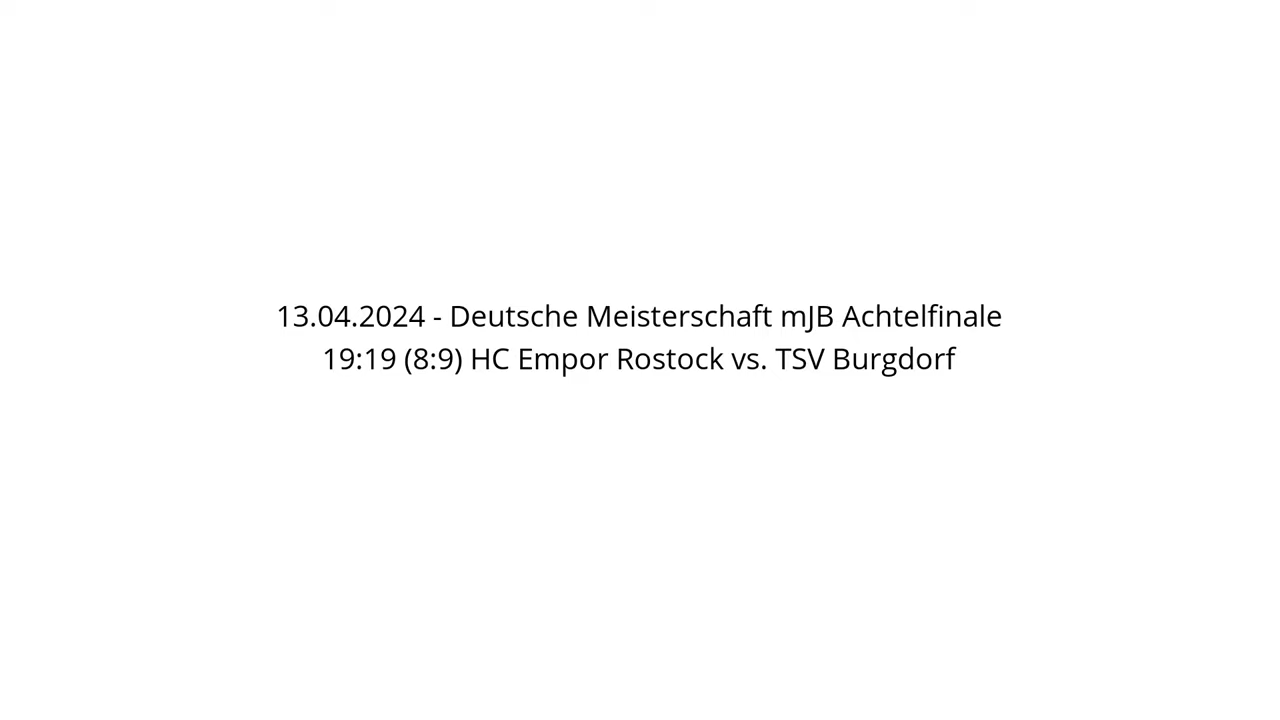 13.04.2024 - Deutsche Meisterschaft mJB Achtelfinale
19:19 (8:9) HC Empor Rostock vs. TSV Burgdorf